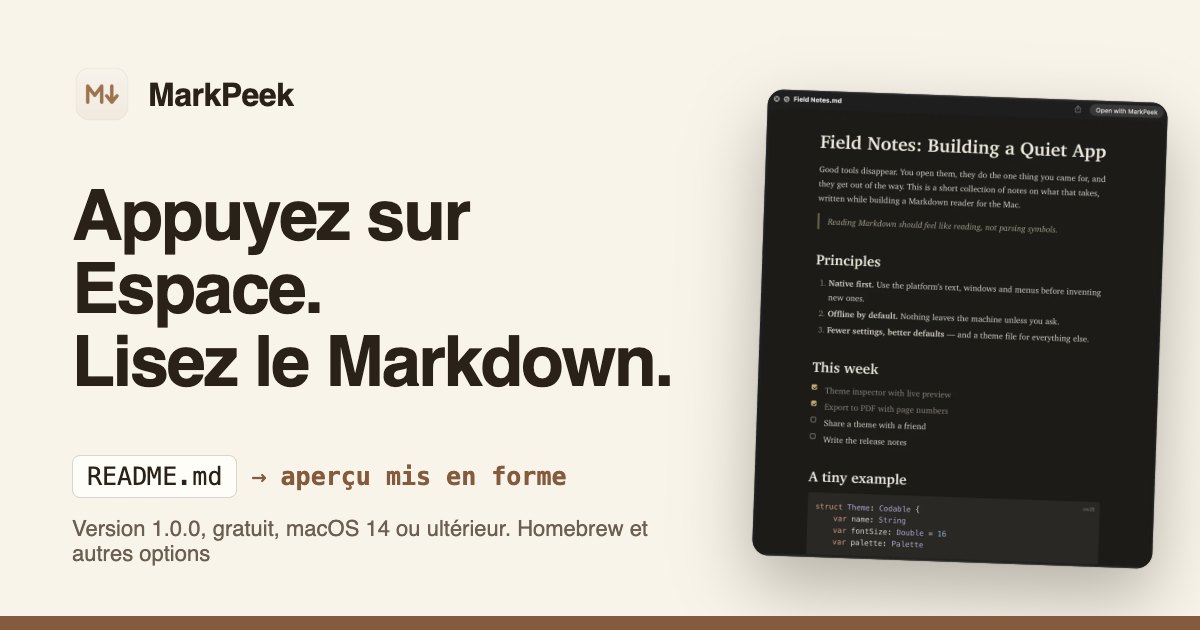 M↓ MarkPeek
Appuyez sur
Espace.
Lisez le Markdown.
README.md → aperçu mis en forme
Version 1.0.0, gratuit, macOS 14 ou ultérieur. Homebrew et
autres options
Field Notes.md
Open with MarkPeek
Field Notes: Building a Quiet App
Good tools disappear. You open them, they do the one thing you came for, and
they get out of the way. This is a short collection of notes on what that takes,
written while building a Markdown reader for the Mac.
Reading Markdown should feel like reading, not parsing symbols.
Principles
1. Native first. Use the platform's text, windows and menus before inventing
new ones.
2. Offline by default. Nothing leaves the machine unless you ask.
3. Fewer settings, better defaults — and a theme file for everything else.
This week
Theme inspector with live preview
Export to PDF with page numbers
Share a theme with a friend
Write the release notes
A tiny example
swift
struct Theme: Codable {
var name: String
var fontSize: Double = 16
var palette: Palette